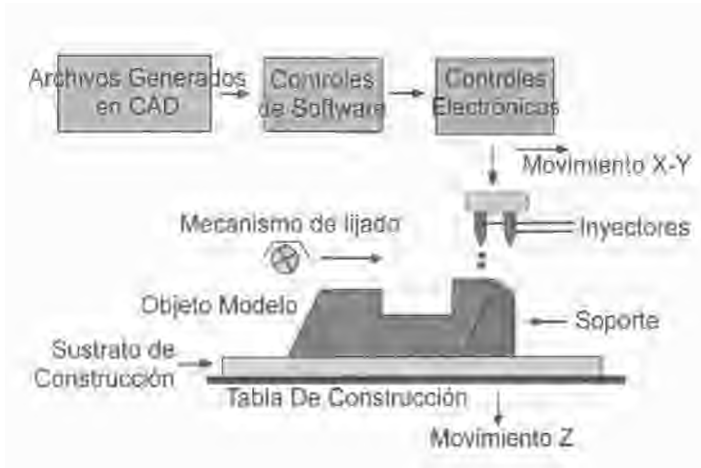 Archivos Generados
en CAD
Controles
de Software
Controles
Electrónicos
Movimiento X-Y
Mecanismo de lijado
Inyectores
Objeto Modelo
Soporte
Sustrato de
Construcción
Tabla De Construcción
Movimiento Z